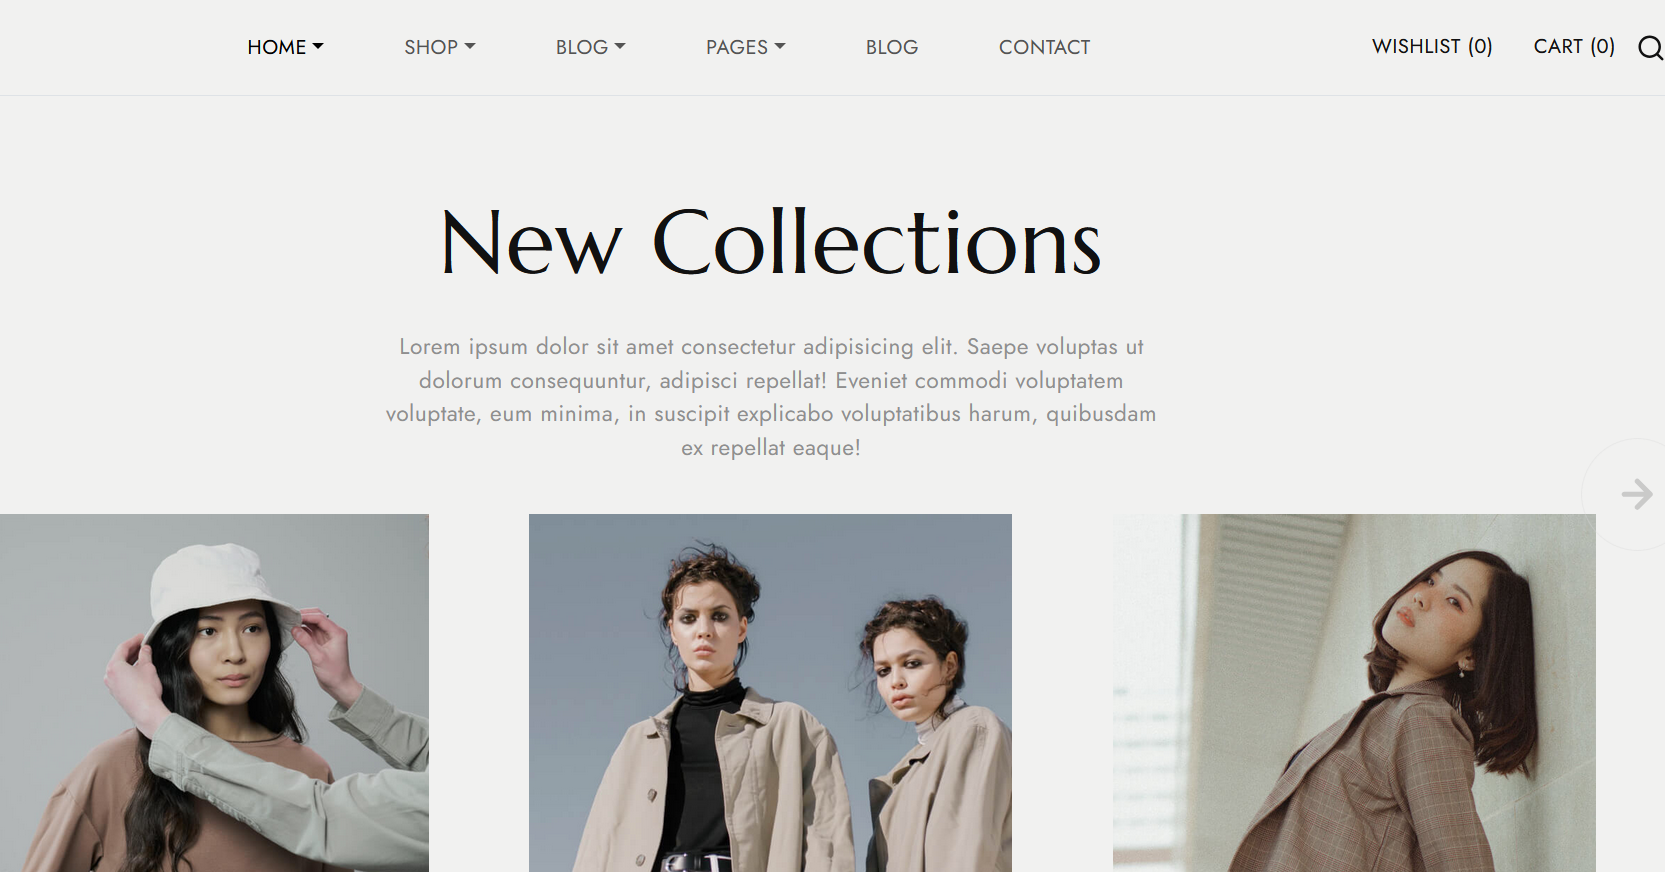 HOME SHOP BLOG PAGES BLOG CONTACT WISHLIST (0) CART (0)
New Collections
Lorem ipsum dolor sit amet consectetur adipisicing elit. Saepe voluptas ut
dolorum consequuntur, adipisci repellat! Eveniet commodi voluptatem
voluptate, eum minima, in suscipit explicabo voluptatibus harum, quibusdam
ex repellat eaque!